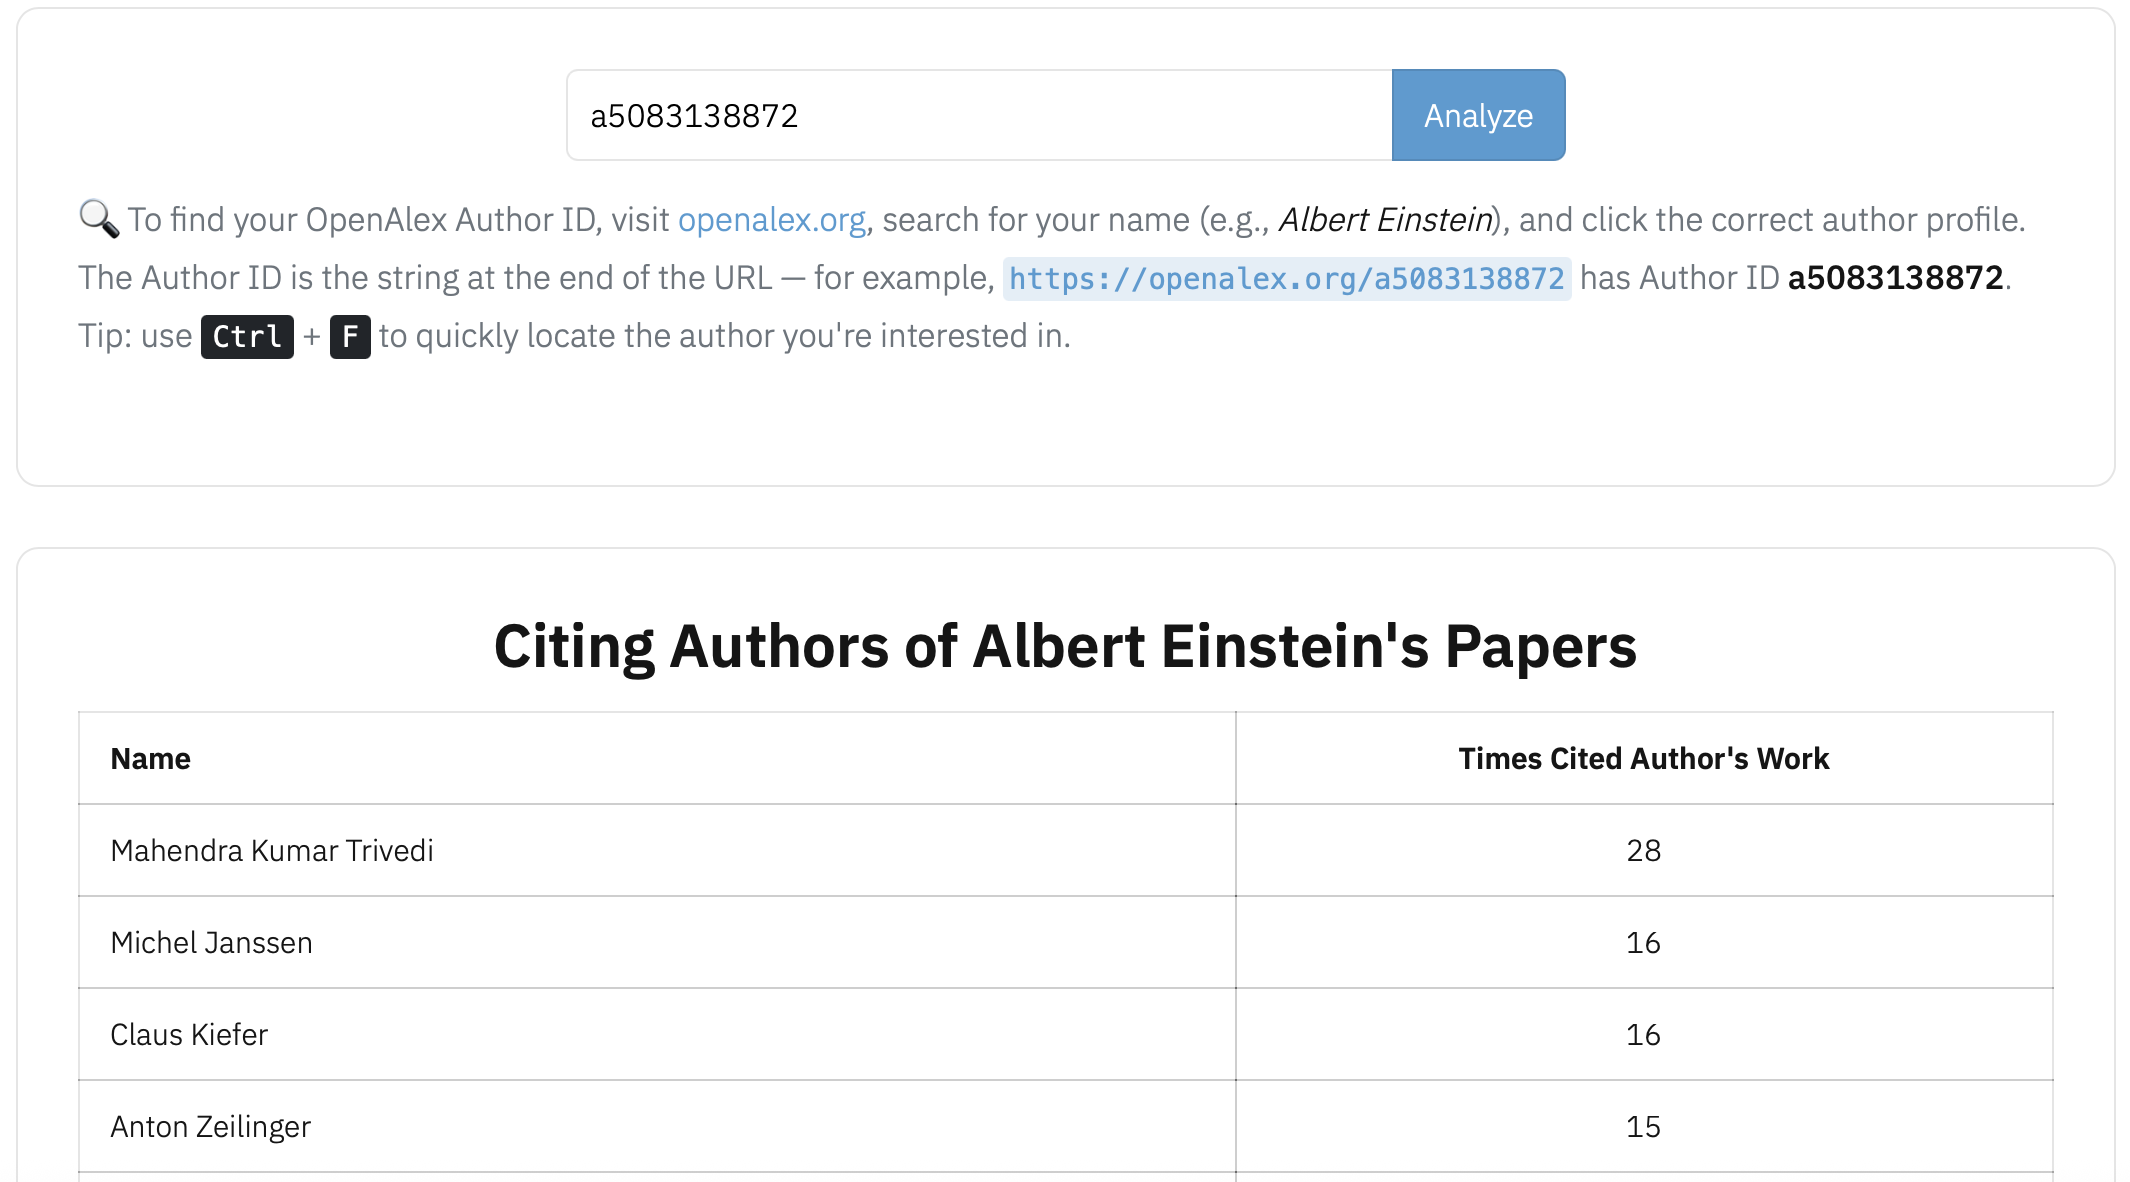 a5083138872 Analyze
🔍 To find your OpenAlex Author ID, visit openalex.org, search for your name (e.g., Albert Einstein), and click the correct author profile.
The Author ID is the string at the end of the URL — for example, https://openalex.org/a5083138872 has Author ID a5083138872.
Tip: use Ctrl + F to quickly locate the author you're interested in.
Citing Authors of Albert Einstein's Papers
Name Times Cited Author's Work
Mahendra Kumar Trivedi 28
Michel Janssen 16
Claus Kiefer 16
Anton Zeilinger 15